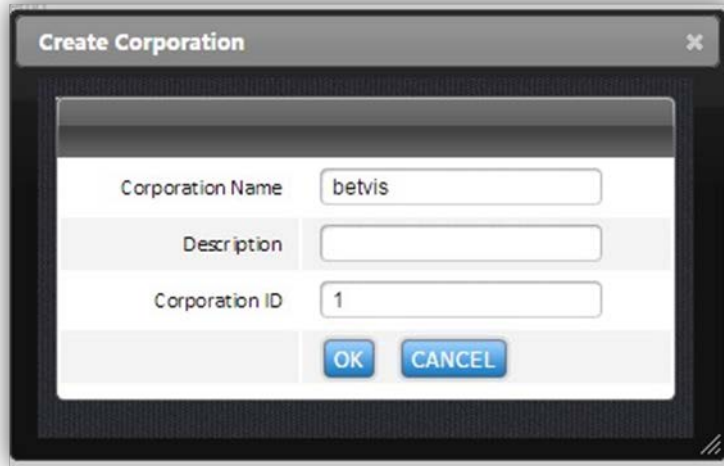 Create Corporation
Corporation Name betvis
Description
Corporation ID 1
OK CANCEL